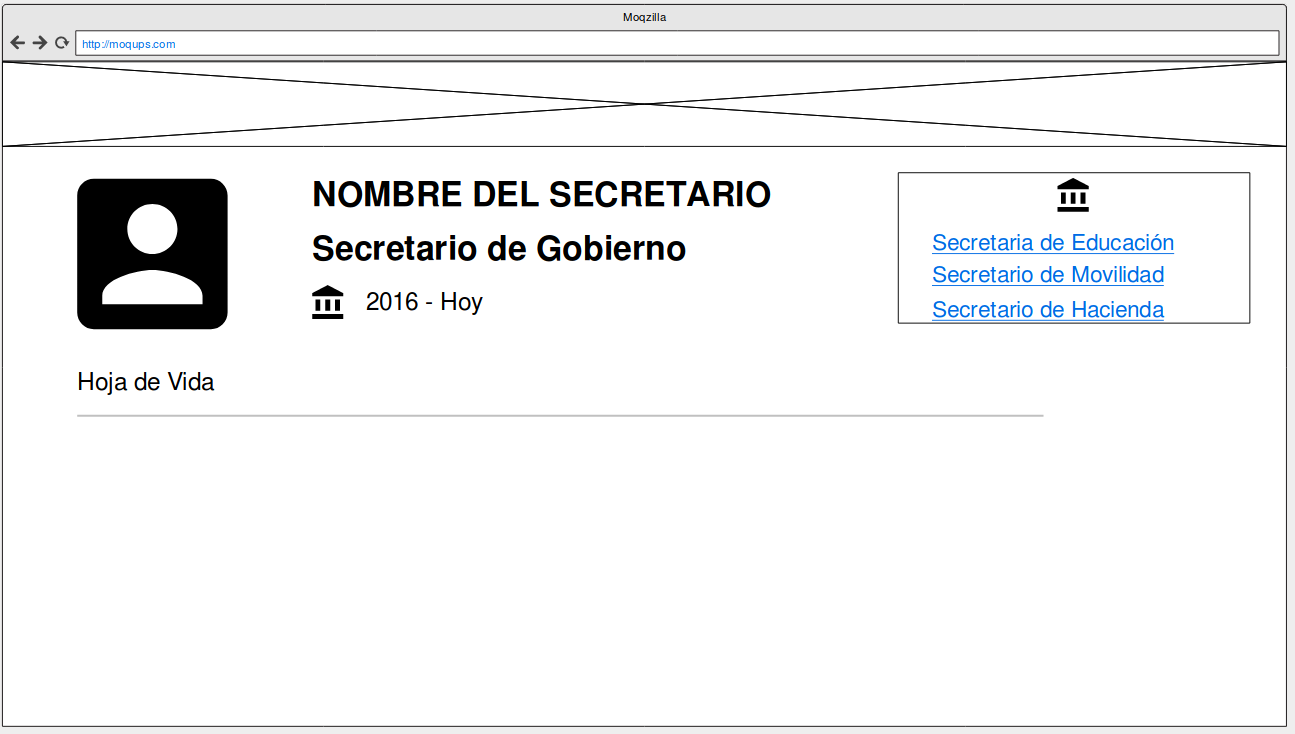 Moqzilla
http://moqups.com
NOMBRE DEL SECRETARIO
Secretario de Gobierno
2016 - Hoy
Secretaria de Educación
Secretario de Movilidad
Secretario de Hacienda
Hoja de Vida